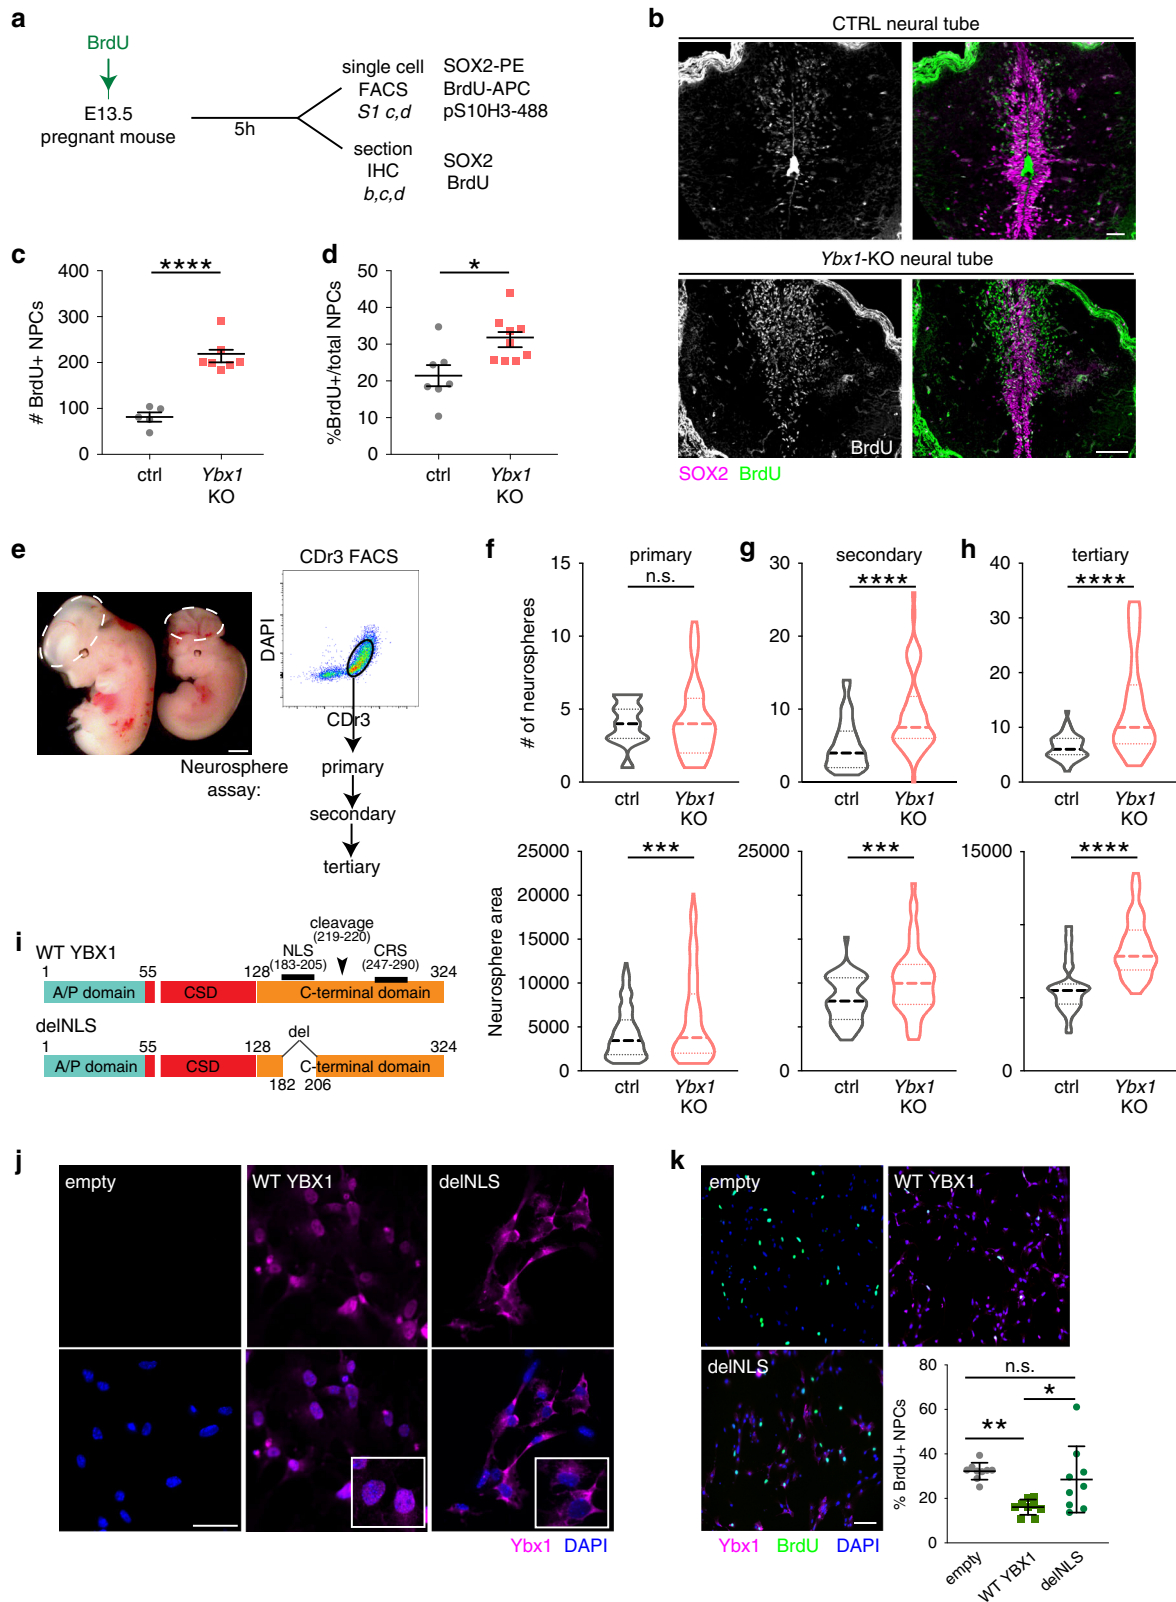 a
BrdU
E13.5
pregnant mouse
5h
single cell
FACS
S1 c,d
SOX2-PE
BrdU-APC
pS10H3-488
section
IHC
b,c,d
SOX2
BrdU
b
CTRL neural tube
Ybx1-KO neural tube
BrdU
SOX2 BrdU
c
# BrdU+ NPCs
400
300
200
100
0
****
ctrl
Ybx1
KO
d
%BrdU+/total NPCs
50
40
30
20
10
0
*
ctrl
Ybx1
KO
e
CDr3 FACS
DAPI
CDr3
Neurosphere
assay:
primary
secondary
tertiary
f
primary
n.s.
# of neurospheres
15
10
5
0
ctrl
Ybx1
KO
***
Neurosphere area
25000
20000
15000
10000
5000
0
ctrl
Ybx1
KO
g
secondary
****
30
20
10
0
ctrl
Ybx1
KO
***
25000
0
ctrl
Ybx1
KO
h
tertiary
****
40
30
20
10
0
ctrl
Ybx1
KO
****
15000
0
ctrl
Ybx1
KO
i
WT YBX1
cleavage
(219-220)
NLS
(183-205)
CRS
(247-290)
1
55
128
324
A/P domain
CSD
C-terminal domain
delNLS
del
1
55
128
324
A/P domain
CSD
C-terminal domain
182
206
j
empty
WT YBX1
delNLS
Ybx1 DAPI
k
empty
WT YBX1
delNLS
Ybx1 BrdU DAPI
% BrdU+ NPCs
80
60
40
20
0
n.s.
*
**
empty
WT YBX1
delNLS